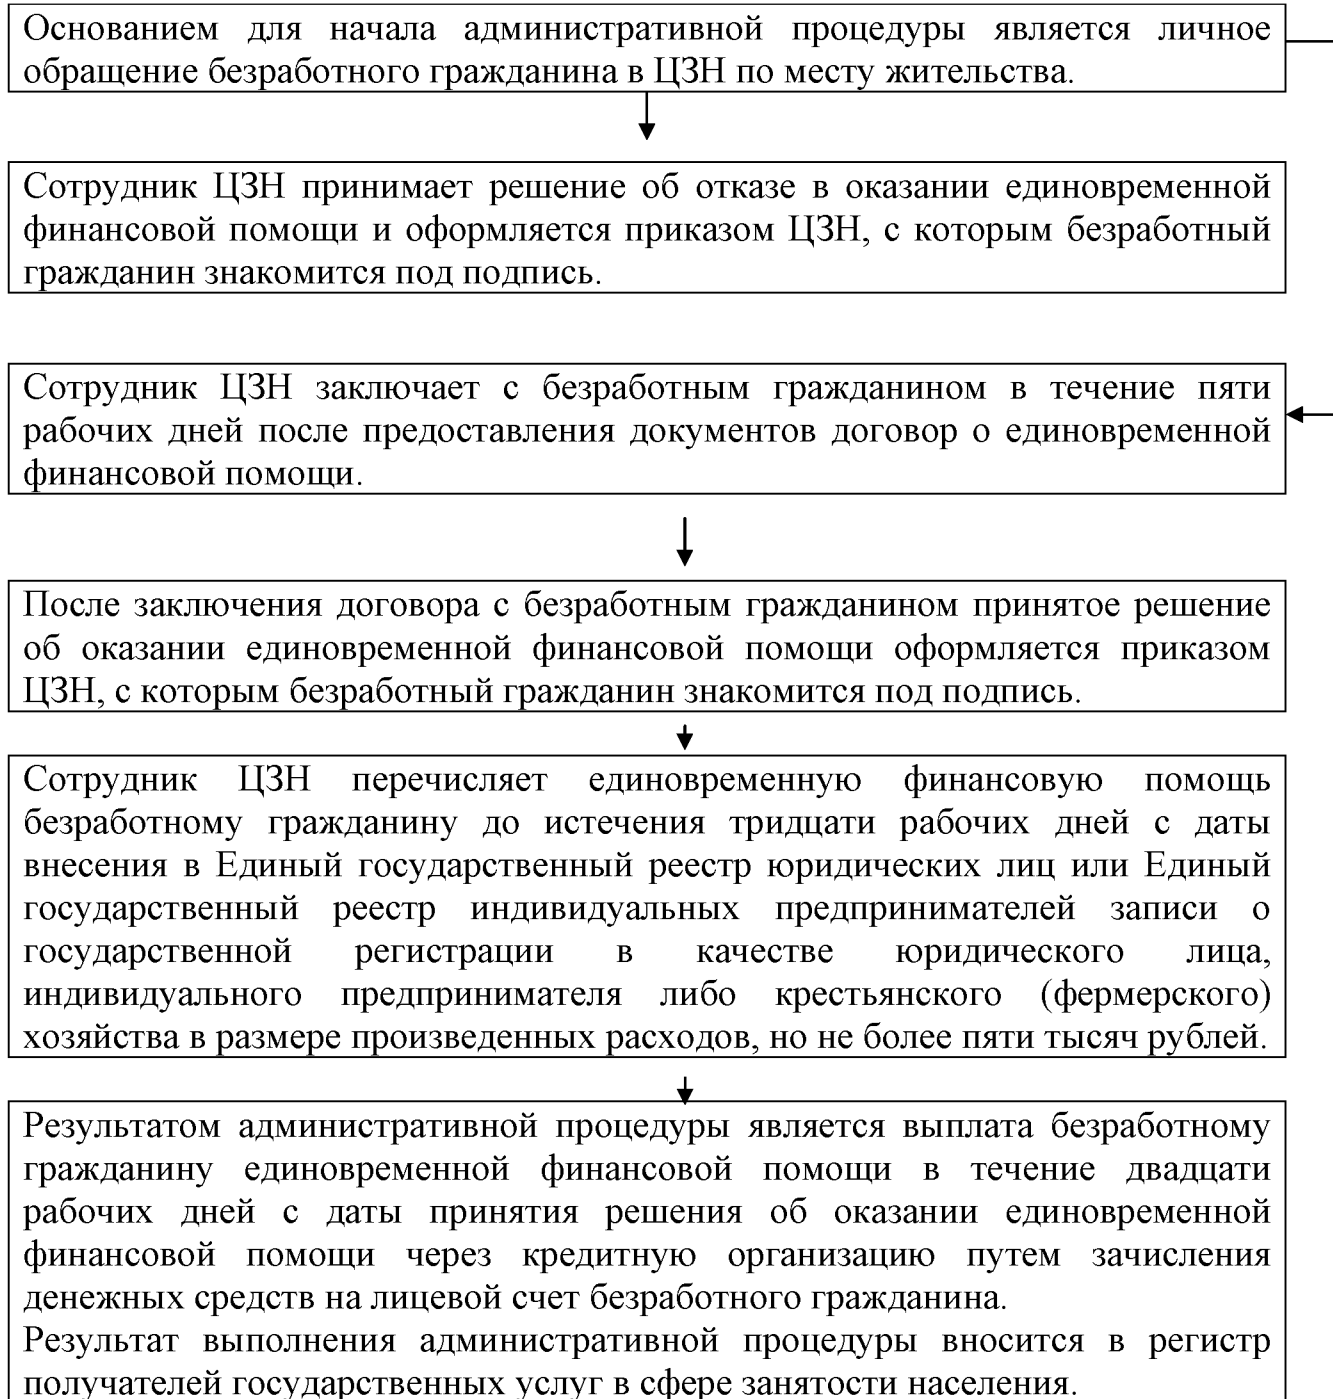 Основанием для начала административной процедуры является личное
обращение безработного гражданина в ЦЗН по месту жительства.
Сотрудник ЦЗН принимает решение об отказе в оказании единовременной
финансовой помощи и оформляется приказом ЦЗН, с которым безработный
гражданин знакомится под подпись.
Сотрудник ЦЗН заключает с безработным гражданином в течение пяти
рабочих дней после предоставления документов договор о единовременной
финансовой помощи.
После заключения договора с безработным гражданином принятое решение
об оказании единовременной финансовой помощи оформляется приказом
ЦЗН, с которым безработный гражданин знакомится под подпись.
Сотрудник ЦЗН перечисляет единовременную финансовую помощь
безработному гражданину до истечения тридцати рабочих дней с даты
внесения в Единый государственный реестр юридических лиц или Единый
государственный реестр индивидуальных предпринимателей записи о
государственной регистрации в качестве юридического лица,
индивидуального предпринимателя либо крестьянского (фермерского)
хозяйства в размере произведенных расходов, но не более пяти тысяч рублей.
Результатом административной процедуры является выплата безработному
гражданину единовременной финансовой помощи в течение двадцати
рабочих дней с даты принятия решения об оказании единовременной
финансовой помощи через кредитную организацию путем зачисления
денежных средств на лицевой счет безработного гражданина.
Результат выполнения административной процедуры вносится в регистр
получателей государственных услуг в сфере занятости населения.